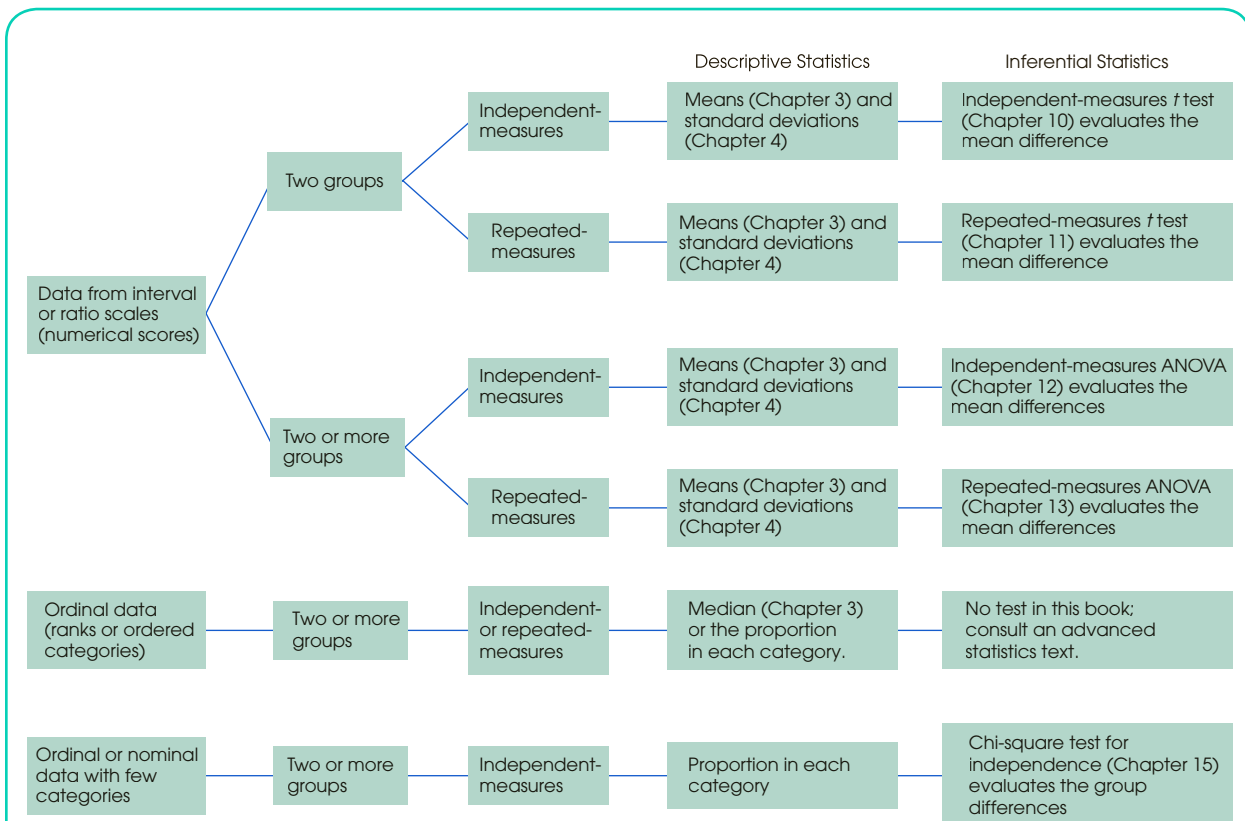 Descriptive Statistics
Inferential Statistics
Data from interval
or ratio scales
(numerical scores)
Two groups
Independent-
measures
Means (Chapter 3) and
standard deviations
(Chapter 4)
Independent-measures t test
(Chapter 10) evaluates the
mean difference
Repeated-
measures
Means (Chapter 3) and
standard deviations
(Chapter 4)
Repeated-measures t test
(Chapter 11) evaluates the
mean difference
Two or more
groups
Independent-
measures
Means (Chapter 3) and
standard deviations
(Chapter 4)
Independent-measures ANOVA
(Chapter 12) evaluates the
mean differences
Repeated-
measures
Means (Chapter 3) and
standard deviations
(Chapter 4)
Repeated-measures ANOVA
(Chapter 13) evaluates the
mean differences
Ordinal data
(ranks or ordered
categories)
Two or more
groups
Independent-
or repeated-
measures
Median (Chapter 3)
or the proportion
in each category.
No test in this book;
consult an advanced
statistics text.
Ordinal or nominal
data with few
categories
Two or more
groups
Independent-
measures
Proportion in each
category
Chi-square test for
independence (Chapter 15)
evaluates the group
differences